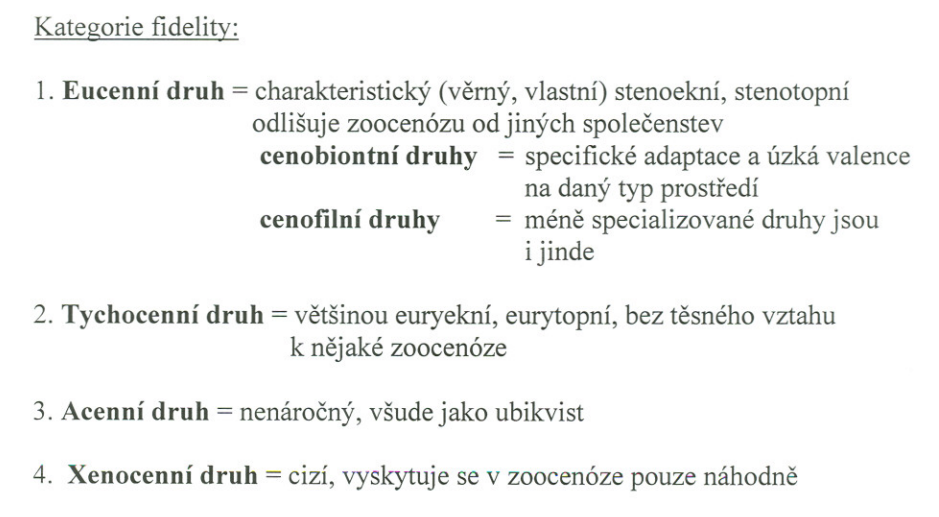 Kategorie fidelity:
1. Eucenní druh = charakteristický (věrný, vlastní) stenoekní, stenotopní
odlišuje zoocenózu od jiných společenstev
cenobiontní druhy = specifické adaptace a úzká valence
na daný typ prostředí
cenofilní druhy = méně specializované druhy jsou
i jinde
2. Tychocenní druh = většinou euryekní, eurytopní, bez těsného vztahu
k nějaké zoocenóze
3. Acenní druh = nenáročný, všude jako ubikvist
4. Xenocenní druh = cizí, vyskytuje se v zoocenóze pouze náhodně